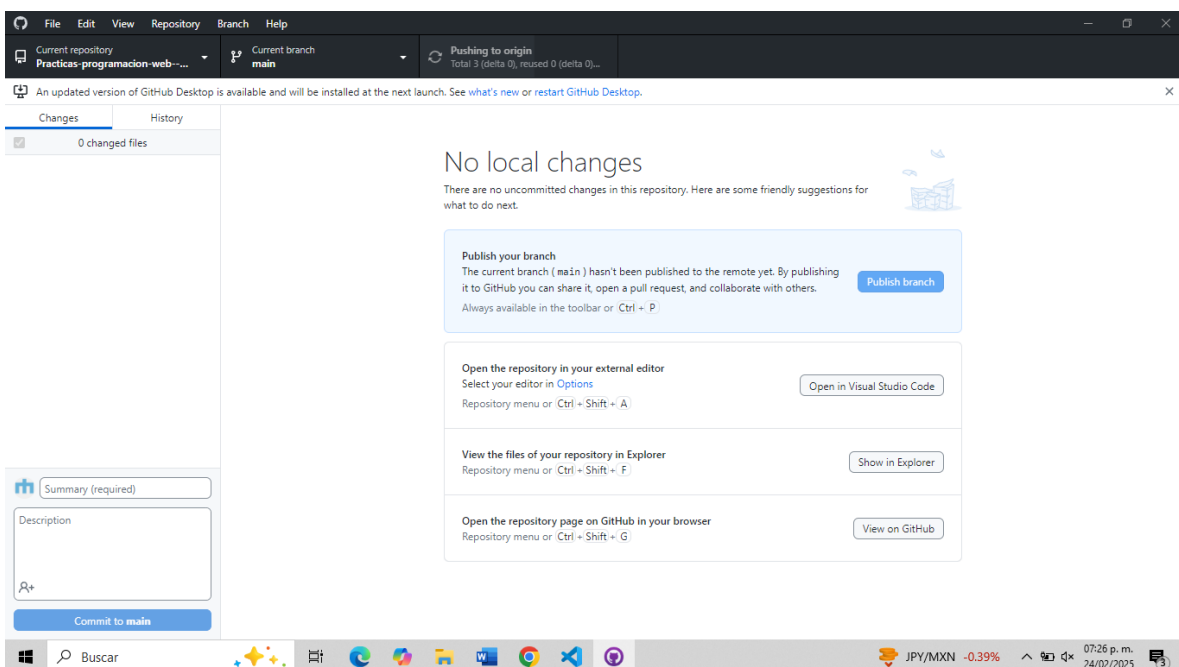 File Edit View Repository Branch Help
Current repository
Practicas-programacion-web--...
Current branch
main
Pushing to origin
Total 3 (delta 0), reused 0 (delta 0)...
An updated version of GitHub Desktop is available and will be installed at the next launch. See what's new or restart GitHub Desktop.
Changes History
0 changed files
No local changes
There are no uncommitted changes in this repository. Here are some friendly suggestions for
what to do next.
Publish your branch
The current branch (main) hasn't been published to the remote yet. By publishing
it to GitHub you can share it, open a pull request, and collaborate with others.
Always available in the toolbar or Ctrl + P
Publish branch
Open the repository in your external editor
Select your editor in Options
Repository menu or Ctrl + Shift + A
Open in Visual Studio Code
View the files of your repository in Explorer
Repository menu or Ctrl + Shift + F
Show in Explorer
Open the repository page on GitHub in your browser
Repository menu or Ctrl + Shift + G
View on GitHub
Summary (required)
Description
Commit to main
Buscar
JPY/MXN -0.39%
07:26 p. m.
24/02/2025
3